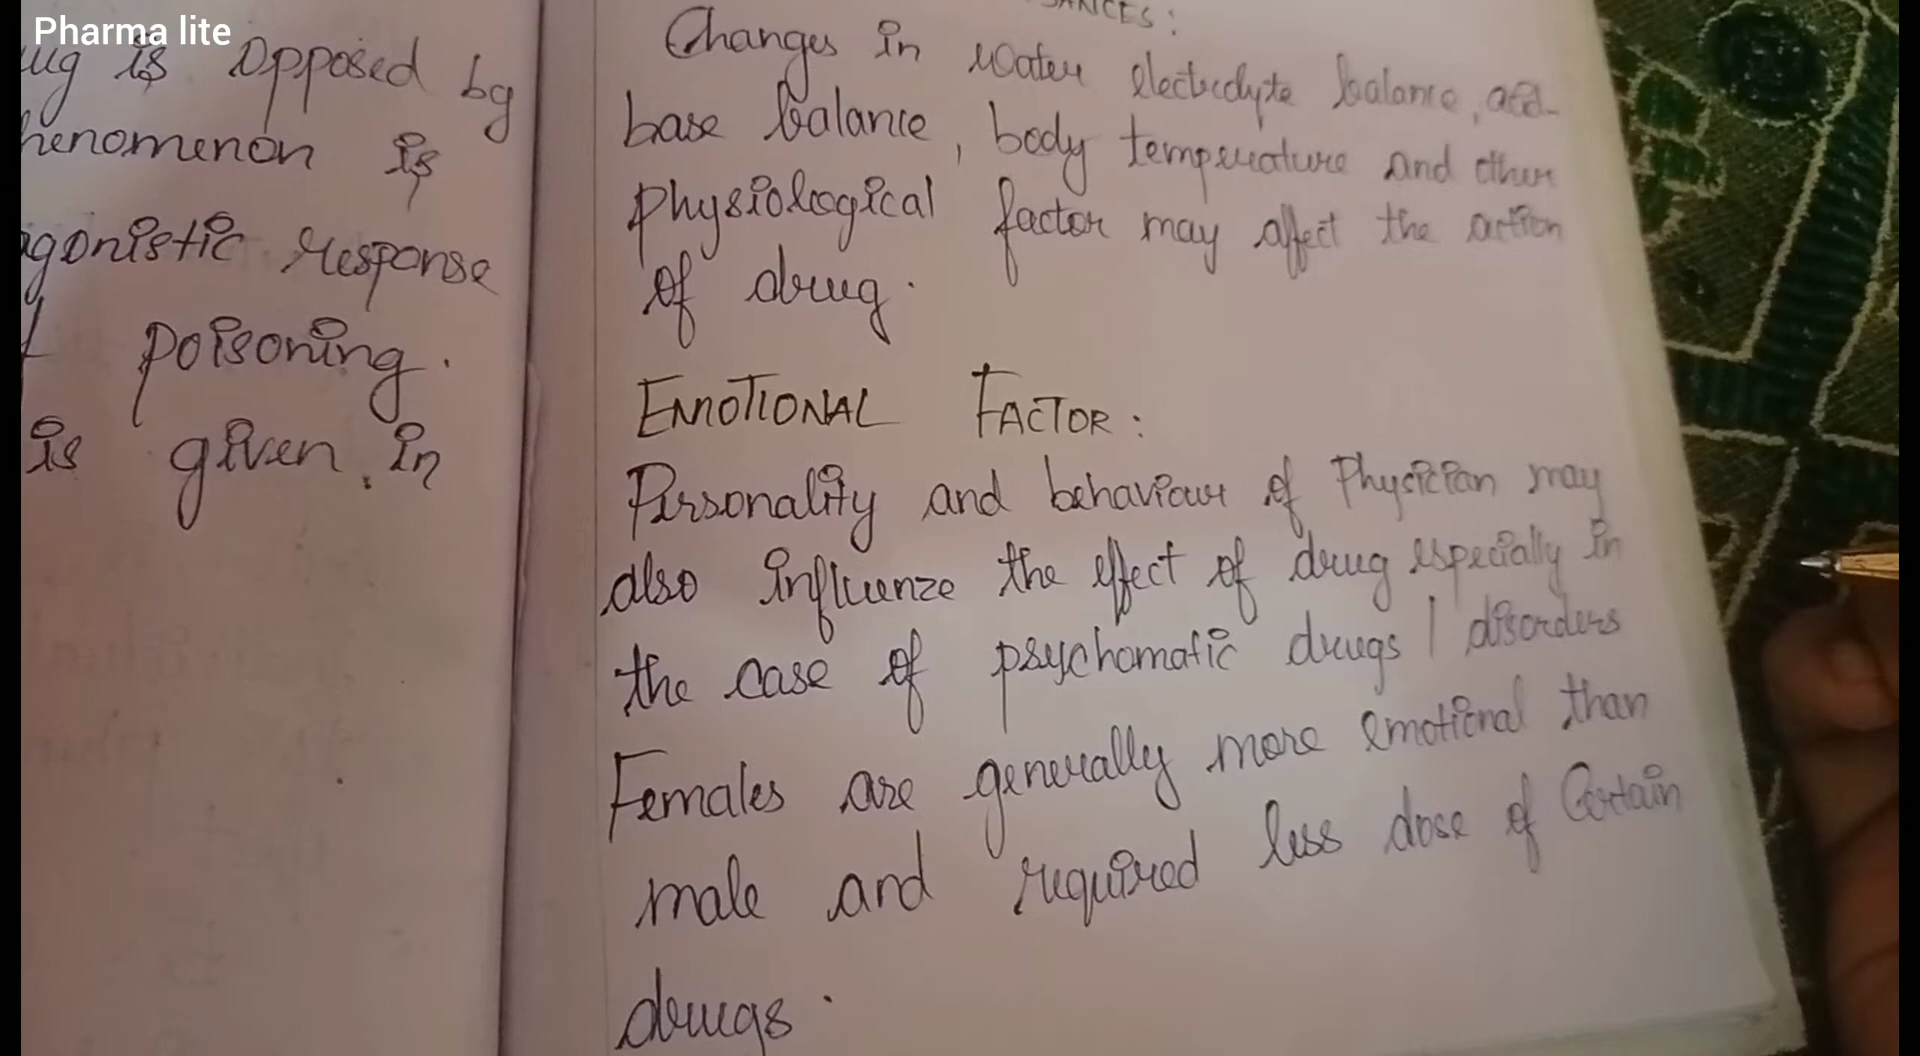 Pharma lite
ug is opposed by
henomenon is
gonistic response
poisoning.
is given in
ANCES:
Changes in water electrolyte balance, acid-
base balance, body temperature and other
physiological factor may affect the action
of drug.
EMOTIONAL FACTOR:
Personality and behaviour of Physician may
also influenze the effect of drug especially in
the case of psychomatic drugs / disorders
Females are generally more emotional than
male and required less dose of Certain
drugs.